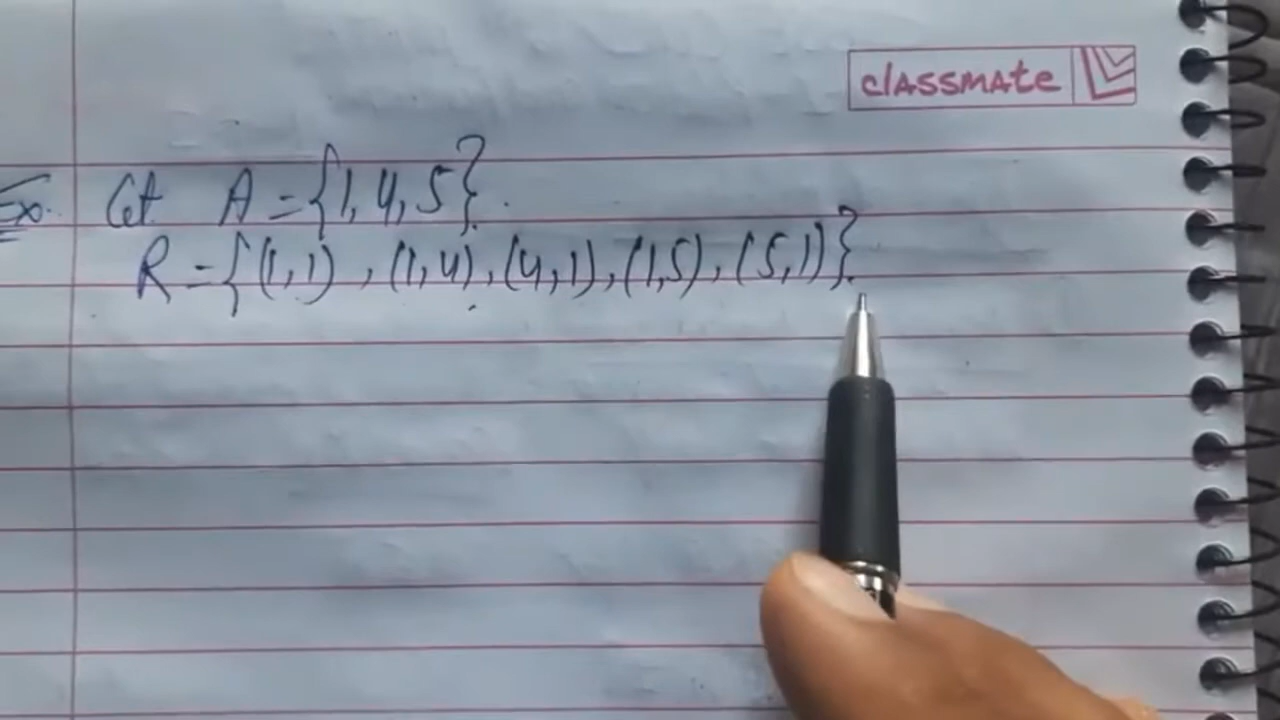 classmate
Ex. Let A = {1, 4, 5}.
R = {(1,1), (1,4), (4,1), (1,5), (5,1)}.